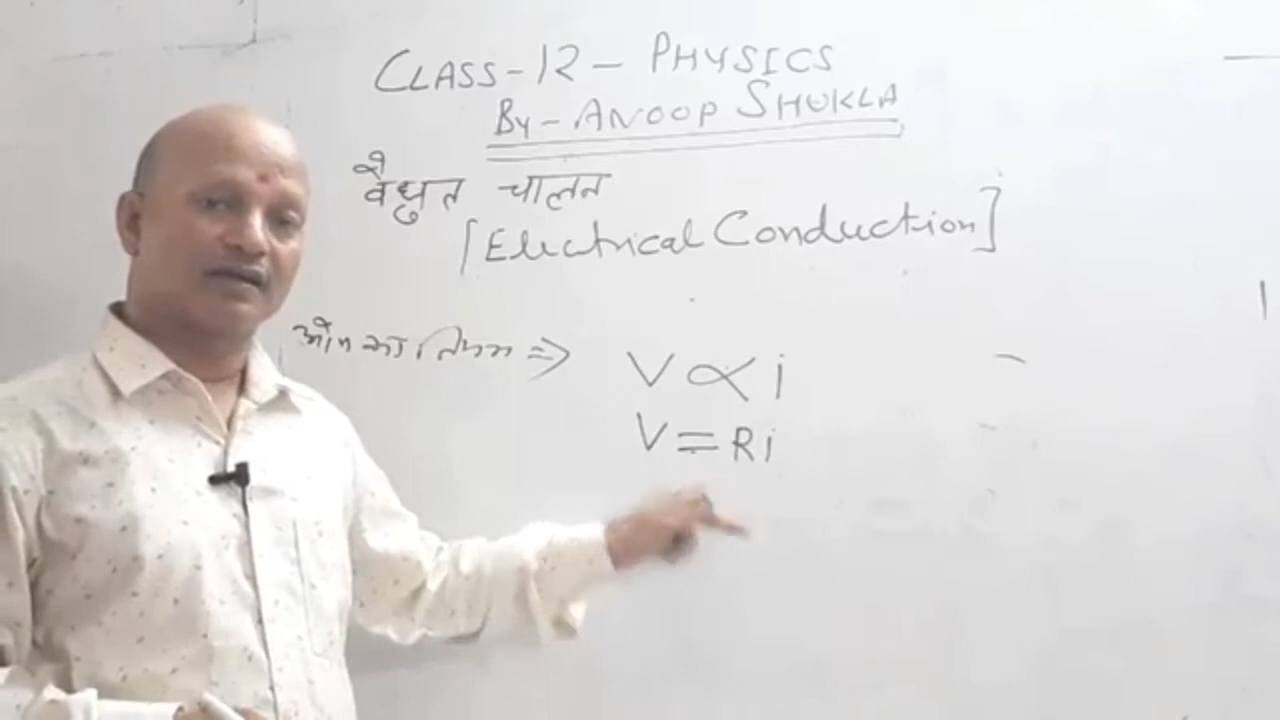 CLASS-12- PHYSICS
By-ANOOP SHUKLA
वैधुत चालन
[Electrical Conduction]
ओम का नियम ⇒ V ∝ i
V = Ri